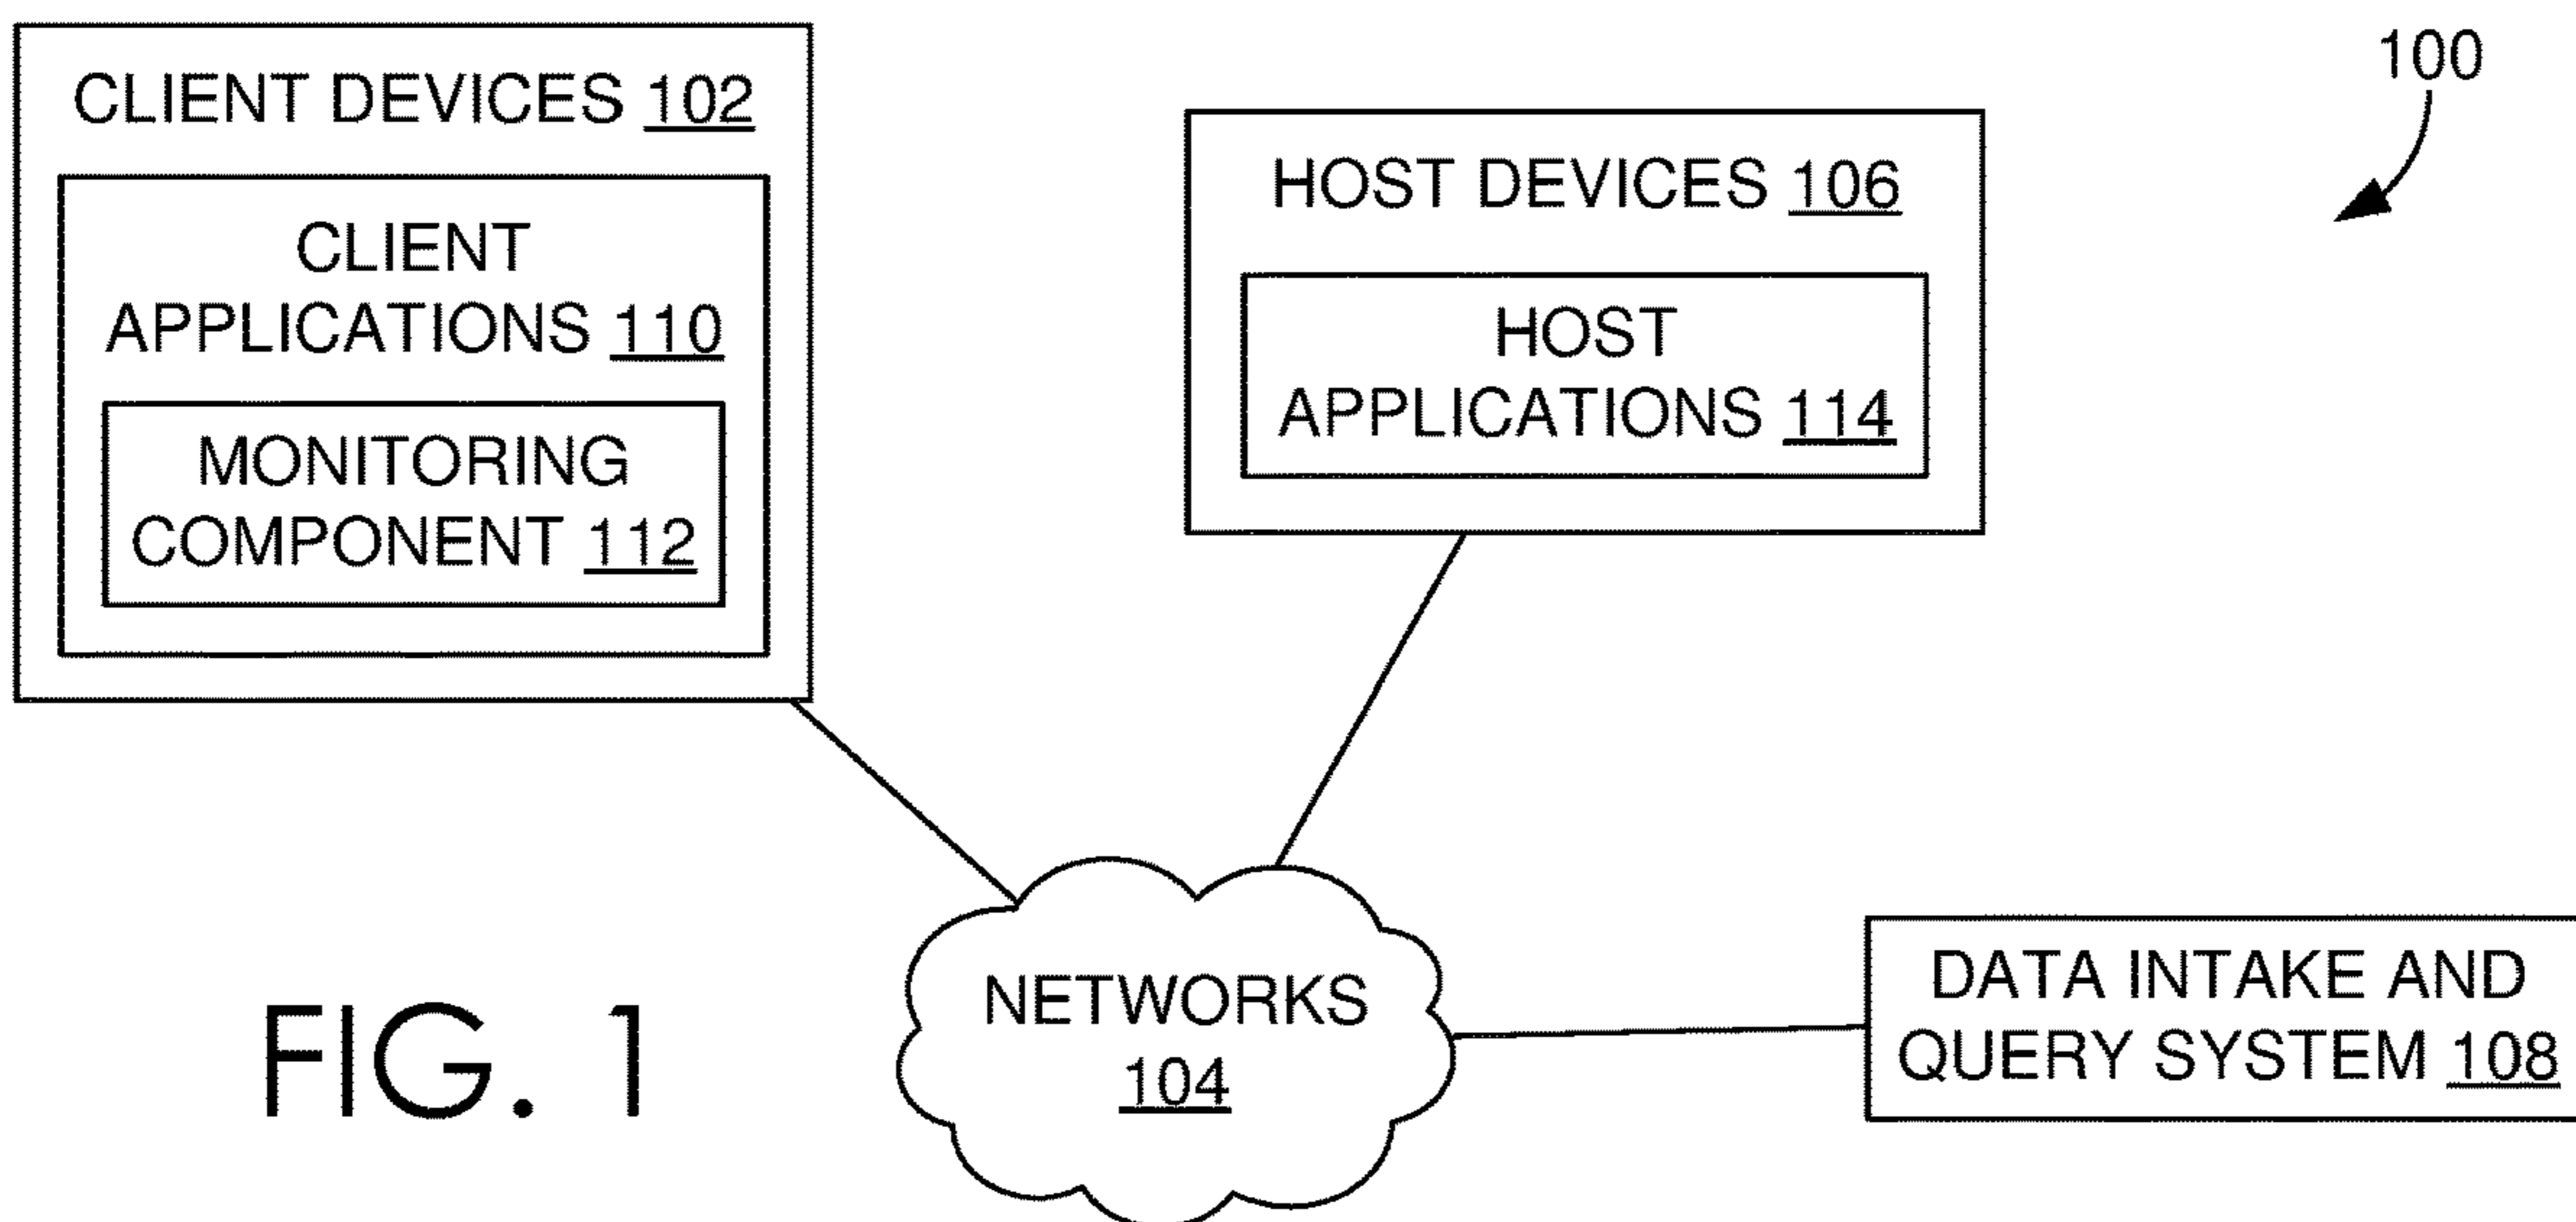 CLIENT DEVICES 102
CLIENT
APPLICATIONS 110
MONITORING
COMPONENT 112
HOST DEVICES 106
HOST
APPLICATIONS 114
100
NETWORKS
104
DATA INTAKE AND
QUERY SYSTEM 108
FIG. 1